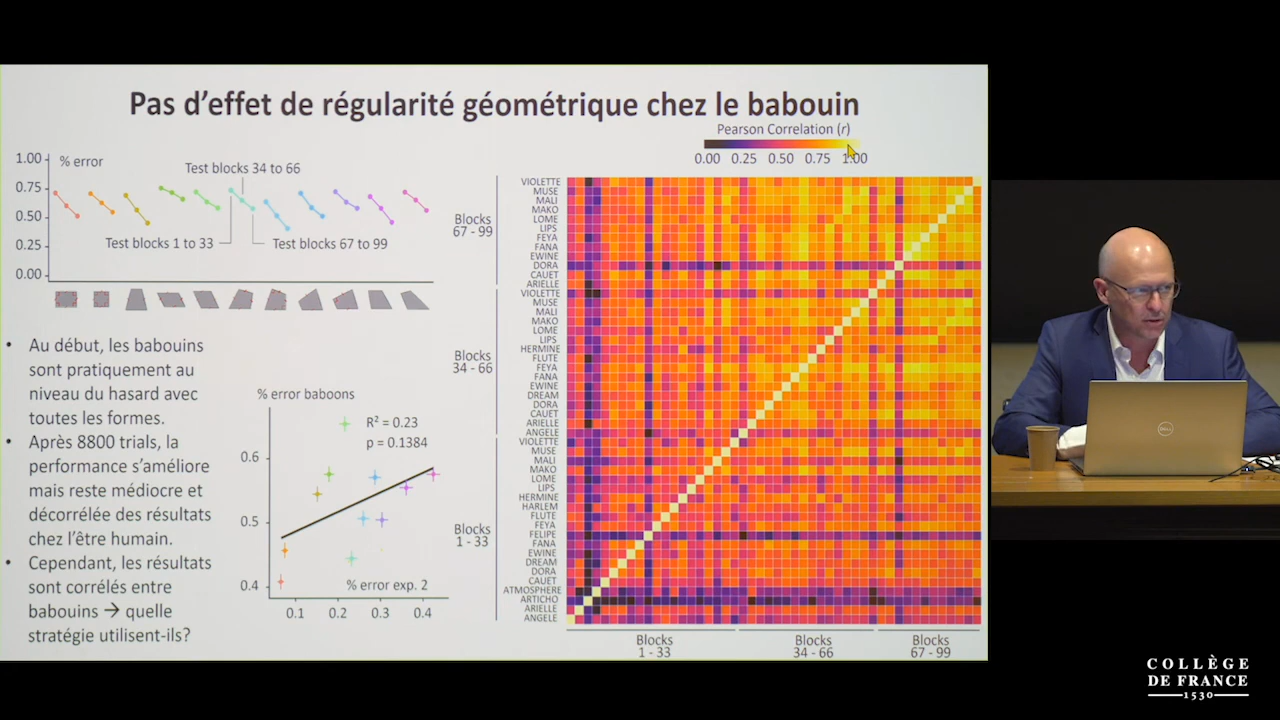 Pas d’effet de régularité géométrique chez le babouin
Pearson Correlation (r)
0.00 0.25 0.50 0.75 1.00
1.00
% error
0.75
0.50
0.25
0.00
Test blocks 34 to 66
Test blocks 1 to 33
Test blocks 67 to 99
• Au début, les babouins
sont pratiquement au
niveau du hasard avec
toutes les formes.
• Après 8800 trials, la
performance s’améliore
mais reste médiocre et
décorrélée des résultats
chez l’être humain.
• Cependant, les résultats
sont corrélés entre
babouins → quelle
stratégie utilisent-ils?
% error baboons
R² = 0.23
p = 0.1384
0.6
0.5
0.4
% error exp. 2
0.1 0.2 0.3 0.4
Blocks
67 - 99
VIOLETTE
MUSE
MALI
MAKO
LOME
LIPS
FEYA
FANA
EWINE
DORA
CAUET
ARIELLE
Blocks
34 - 66
VIOLETTE
MUSE
MALI
MAKO
LOME
LIPS
HERMINE
FLUTE
FEYA
FANA
EWINE
DREAM
DORA
CAUET
ARIELLE
ANGELE
Blocks
1 - 33
VIOLETTE
MUSE
MALI
MAKO
LOME
LIPS
HERMINE
HARLEM
FLUTE
FEYA
FELIPE
FANA
EWINE
DREAM
DORA
CAUET
ATMOSPHERE
ARTICHO
ARIELLE
ANGELE
Blocks
1 - 33
Blocks
34 - 66
Blocks
67 - 99
DELL
COLLÈGE
DE FRANCE
1530